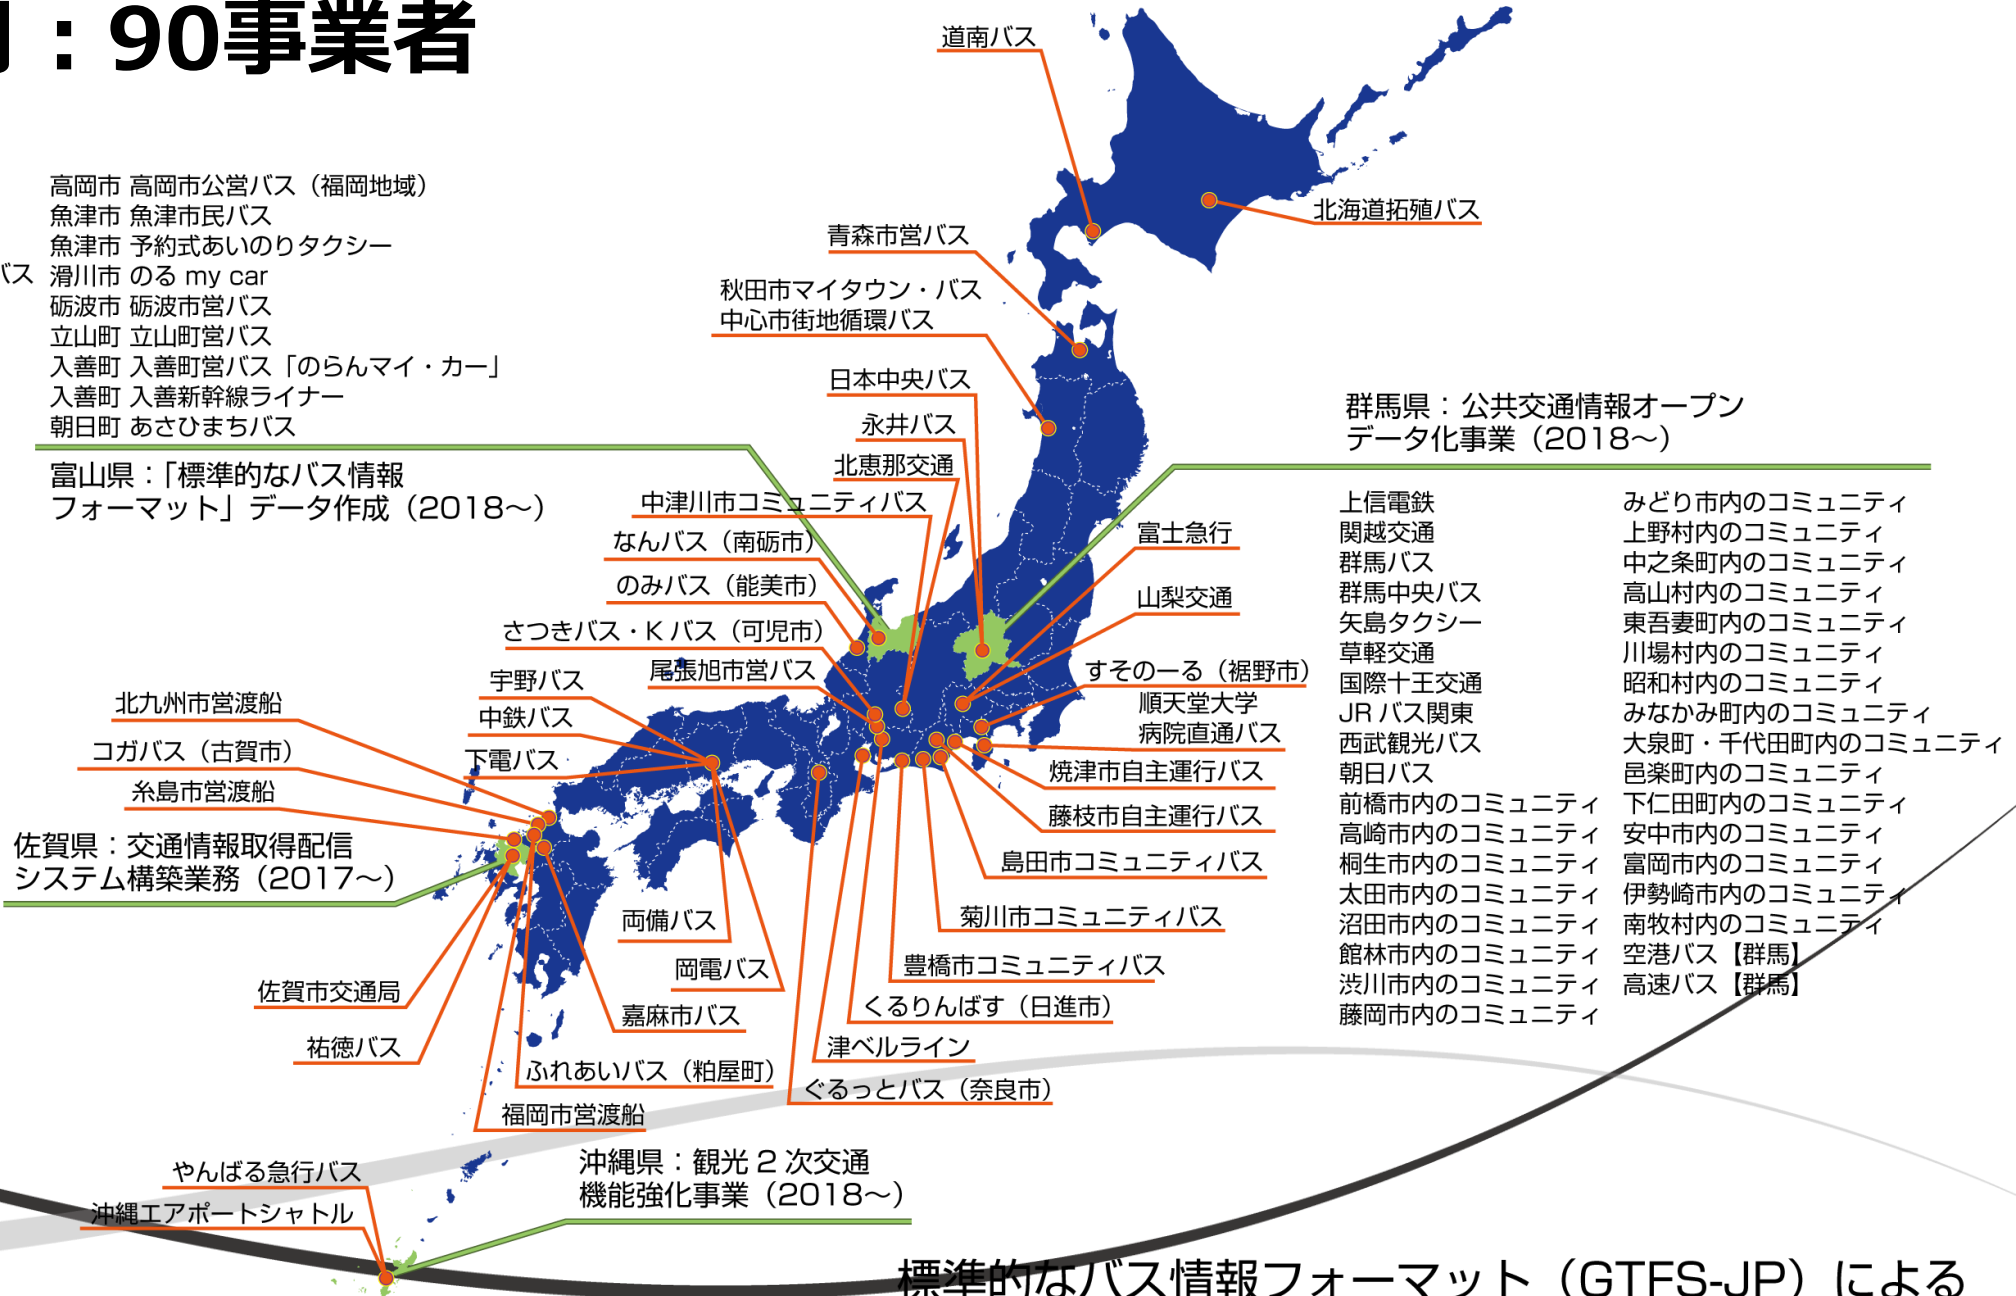 ：90事業者
高岡市 高岡市公営バス（福岡地域）
魚津市 魚津市民バス
魚津市 予約式あいのりタクシー
バス 滑川市 のる my car
砺波市 砺波市営バス
立山町 立山町営バス
入善町 入善町営バス「のらんマイ・カー」
入善町 入善新幹線ライナー
朝日町 あさひまちバス
富山県：「標準的なバス情報
フォーマット」データ作成（2018～）
道南バス
北海道拓殖バス
青森市営バス
秋田市マイタウン・バス
中心市街地循環バス
日本中央バス
永井バス
北恵那交通
中津川市コミュニティバス
なんバス（南砺市）
のみバス（能美市）
さつきバス・Kバス（可児市）
尾張旭市営バス
宇野バス
中鉄バス
下電バス
北九州市営渡船
コガバス（古賀市）
糸島市営渡船
佐賀県：交通情報取得配信
システム構築業務（2017～）
佐賀市交通局
祐徳バス
両備バス
岡電バス
嘉麻市バス
ふれあいバス（粕屋町）
福岡市営渡船
富士急行
山梨交通
すそのーる（裾野市）
順天堂大学
病院直通バス
焼津市自主運行バス
藤枝市自主運行バス
島田市コミュニティバス
菊川市コミュニティバス
豊橋市コミュニティバス
くるりんばす（日進市）
津ベルライン
ぐるっとバス（奈良市）
群馬県：公共交通情報オープン
データ化事業（2018～）
上信電鉄
関越交通
群馬バス
群馬中央バス
矢島タクシー
草軽交通
国際十王交通
JRバス関東
西武観光バス
朝日バス
前橋市内のコミュニティ
高崎市内のコミュニティ
桐生市内のコミュニティ
太田市内のコミュニティ
沼田市内のコミュニティ
館林市内のコミュニティ
渋川市内のコミュニティ
藤岡市内のコミュニティ
みどり市内のコミュニティ
上野村内のコミュニティ
中之条町内のコミュニティ
高山村内のコミュニティ
東吾妻町内のコミュニティ
川場村内のコミュニティ
昭和村内のコミュニティ
みなかみ町内のコミュニティ
大泉町・千代田町内のコミュニティ
邑楽町内のコミュニティ
下仁田町内のコミュニティ
安中市内のコミュニティ
富岡市内のコミュニティ
伊勢崎市内のコミュニティ
南牧村内のコミュニティ
空港バス【群馬】
高速バス【群馬】
やんばる急行バス
沖縄エアポートシャトル
沖縄県：観光2次交通
機能強化事業（2018～）
標準的なバス情報フォーマット（GTFS-JP）による